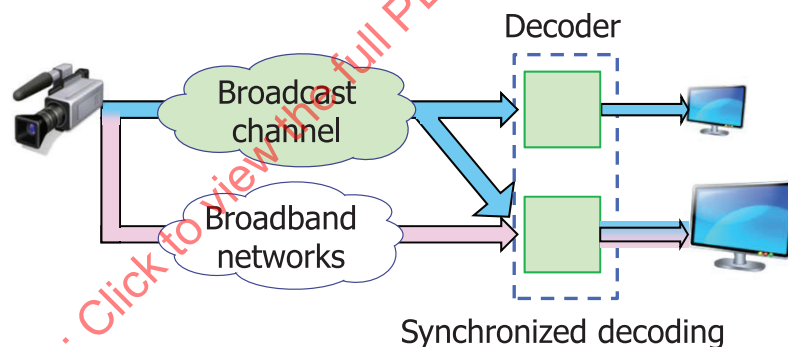 Decoder
Broadcast
channel
Broadband
networks
Synchronized decoding
: Click to view the full